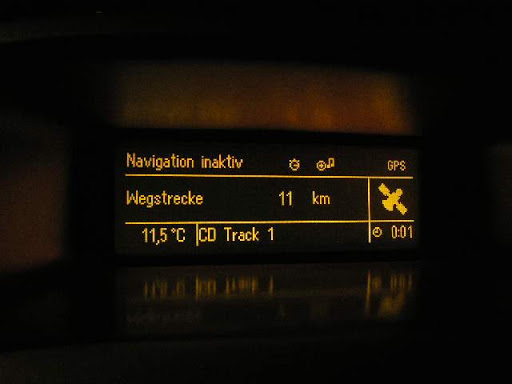 Navigation inaktiv GPS
Wegstrecke 11 km
11,5 °C CD Track 1 0:01